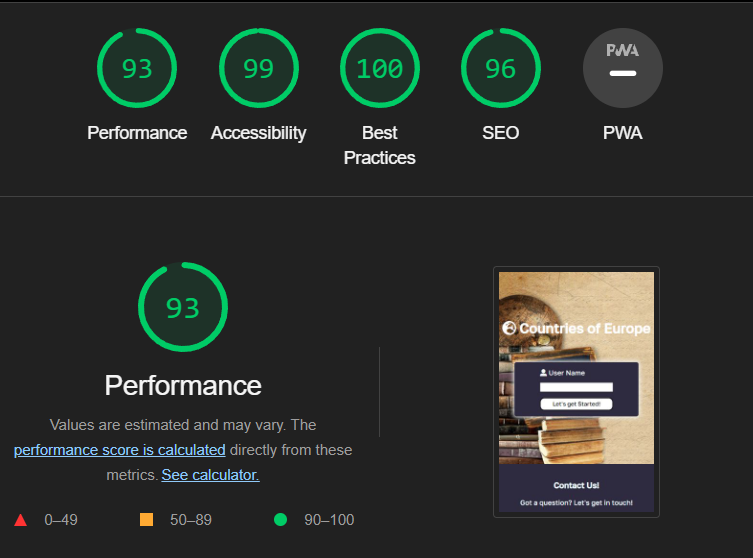 93
99
100
96
PWA
Performance
Accessibility
Best
Practices
SEO
PWA
93
Performance
Values are estimated and may vary. The
performance score is calculated directly from these
metrics. See calculator.
0–49
50–89
90–100
Countries of Europe
User Name
Let's get Started!
Contact Us!
Got a question? Let's get in touch!